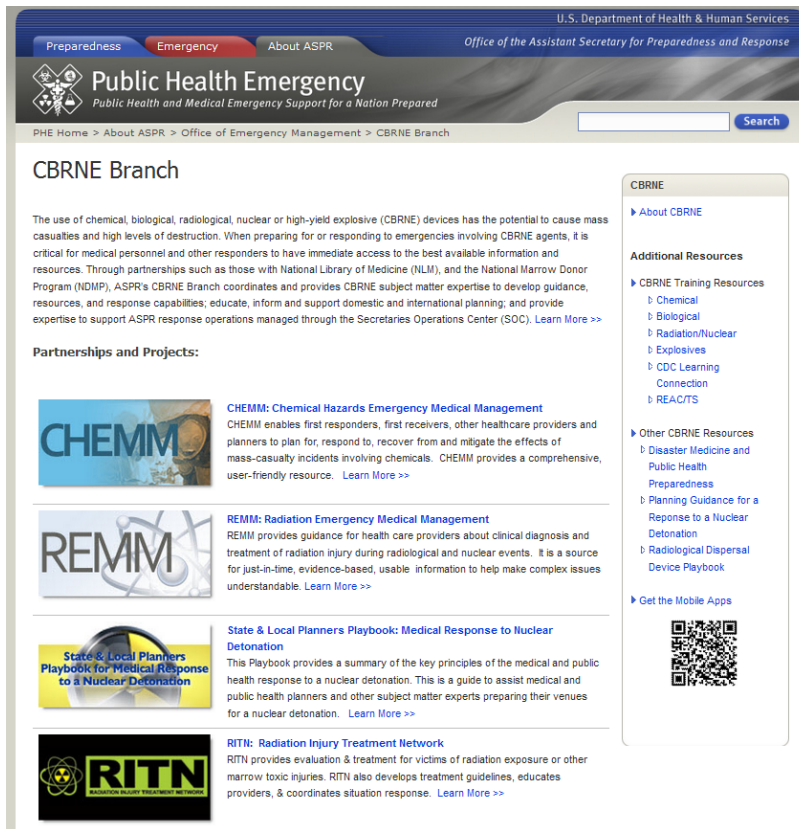 U.S. Department of Health & Human Services
Preparedness
Emergency
About ASPR
Office of the Assistant Secretary for Preparedness and Response
Public Health Emergency
Public Health and Medical Emergency Support for a Nation Prepared
Search
PHE Home > About ASPR > Office of Emergency Management > CBRNE Branch
CBRNE Branch
The use of chemical, biological, radiological, nuclear or high-yield explosive (CBRNE) devices has the potential to cause mass
casualties and high levels of destruction. When preparing for or responding to emergencies involving CBRNE agents, it is
critical for medical personnel and other responders to have immediate access to the best available information and
resources. Through partnerships such as those with National Library of Medicine (NLM), and the National Marrow Donor
Program (NDMP), ASPR's CBRNE Branch coordinates and provides CBRNE subject matter expertise to develop guidance,
resources, and response capabilities; educate, inform and support domestic and international planning; and provide
expertise to support ASPR response operations managed through the Secretaries Operations Center (SOC). Learn More >>
Partnerships and Projects:
CHEMM
CHEMM: Chemical Hazards Emergency Medical Management
CHEMM enables first responders, first receivers, other healthcare providers and
planners to plan for, respond to, recover from and mitigate the effects of
mass-casualty incidents involving chemicals. CHEMM provides a comprehensive,
user-friendly resource. Learn More >>
REMM
REMM: Radiation Emergency Medical Management
REMM provides guidance for health care providers about clinical diagnosis and
treatment of radiation injury during radiological and nuclear events. It is a source
for just-in-time, evidence-based, usable information to help make complex issues
understandable. Learn More >>
State & Local Planners
Playbook for Medical Response
to a Nuclear Detonation
State & Local Planners Playbook: Medical Response to Nuclear
Detonation
This Playbook provides a summary of the key principles of the medical and public
health response to a nuclear detonation. This is a guide to assist medical and
public health planners and other subject matter experts preparing their venues
for a nuclear detonation. Learn More >>
RITN
RADIATION INJURY TREATMENT NETWORK
RITN: Radiation Injury Treatment Network
RITN provides evaluation & treatment for victims of radiation exposure or other
marrow toxic injuries. RITN also develops treatment guidelines, educates
providers, & coordinates situation response. Learn More >>
CBRNE
About CBRNE
Additional Resources
CBRNE Training Resources
Chemical
Biological
Radiation/Nuclear
Explosives
CDC Learning
Connection
REAC/TS
Other CBRNE Resources
Disaster Medicine and
Public Health
Preparedness
Planning Guidance for a
Reponse to a Nuclear
Detonation
Radiological Dispersal
Device Playbook
Get the Mobile Apps